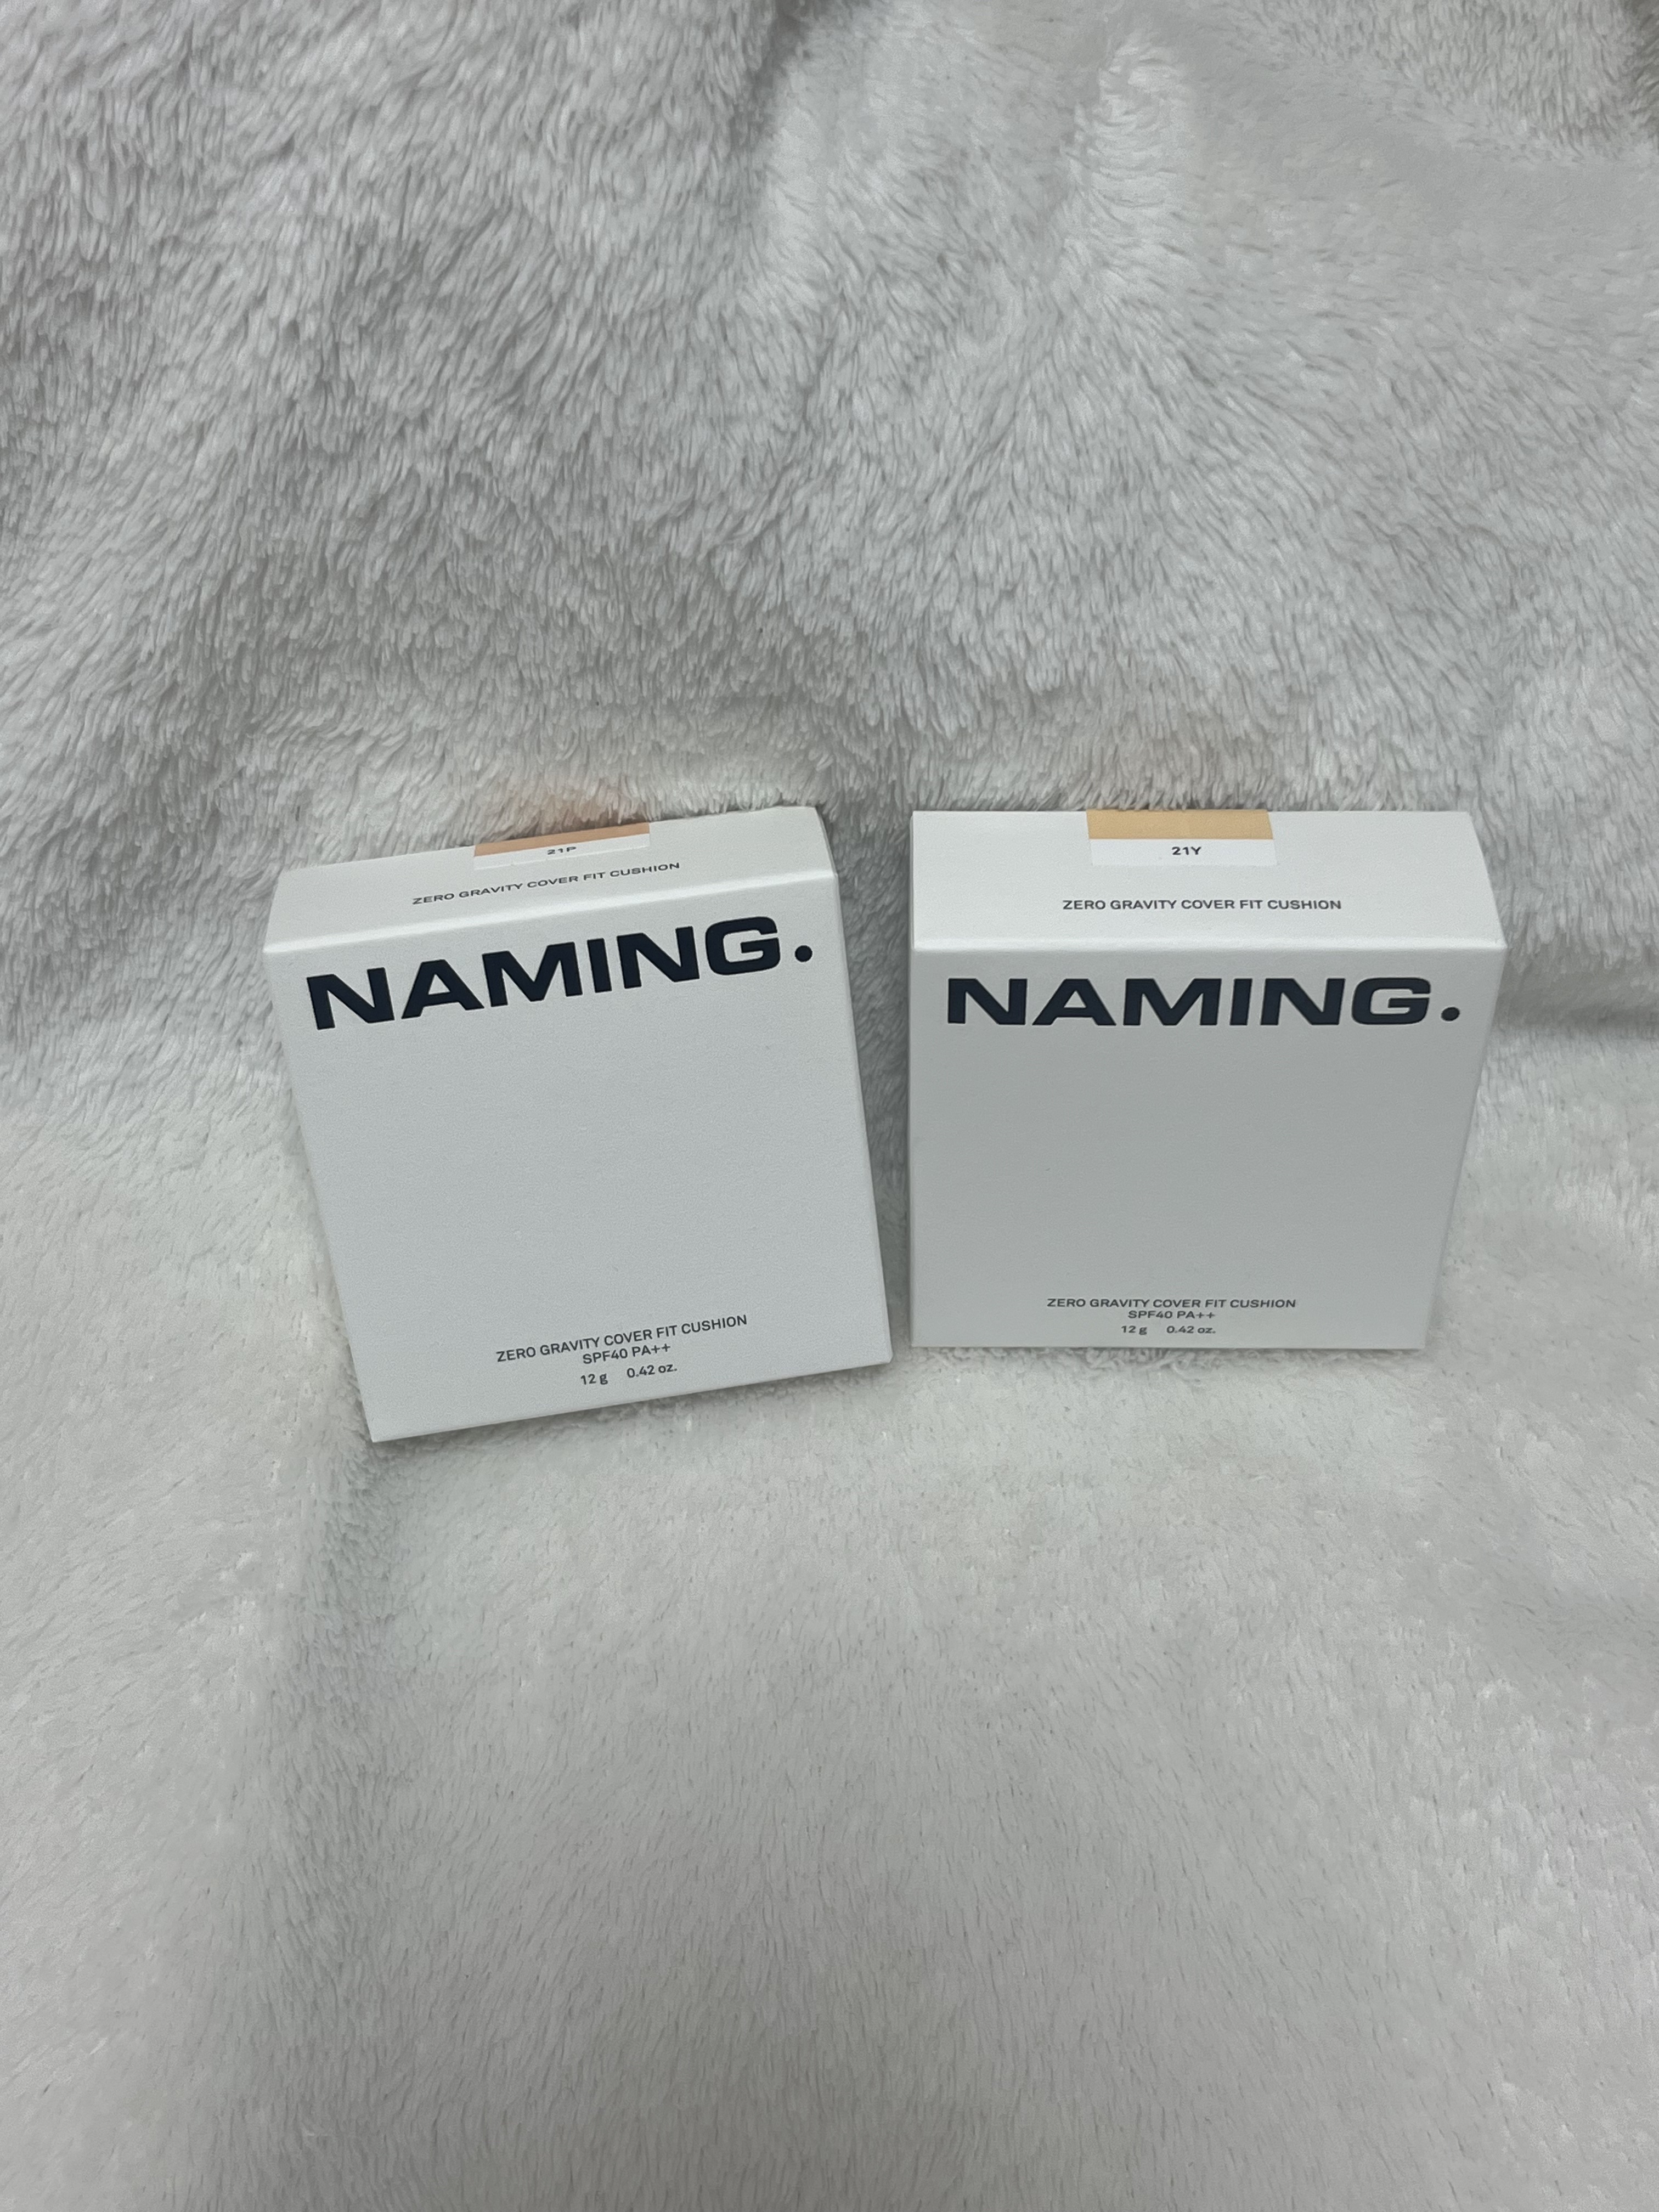 21P
ZERO GRAVITY COVER FIT CUSHION
NAMING.
ZERO GRAVITY COVER FIT CUSHION
SPF40 PA++
12 g 0.42 oz.
21Y
ZERO GRAVITY COVER FIT CUSHION
NAMING.
ZERO GRAVITY COVER FIT CUSHION
SPF40 PA++
12 g 0.42 oz.